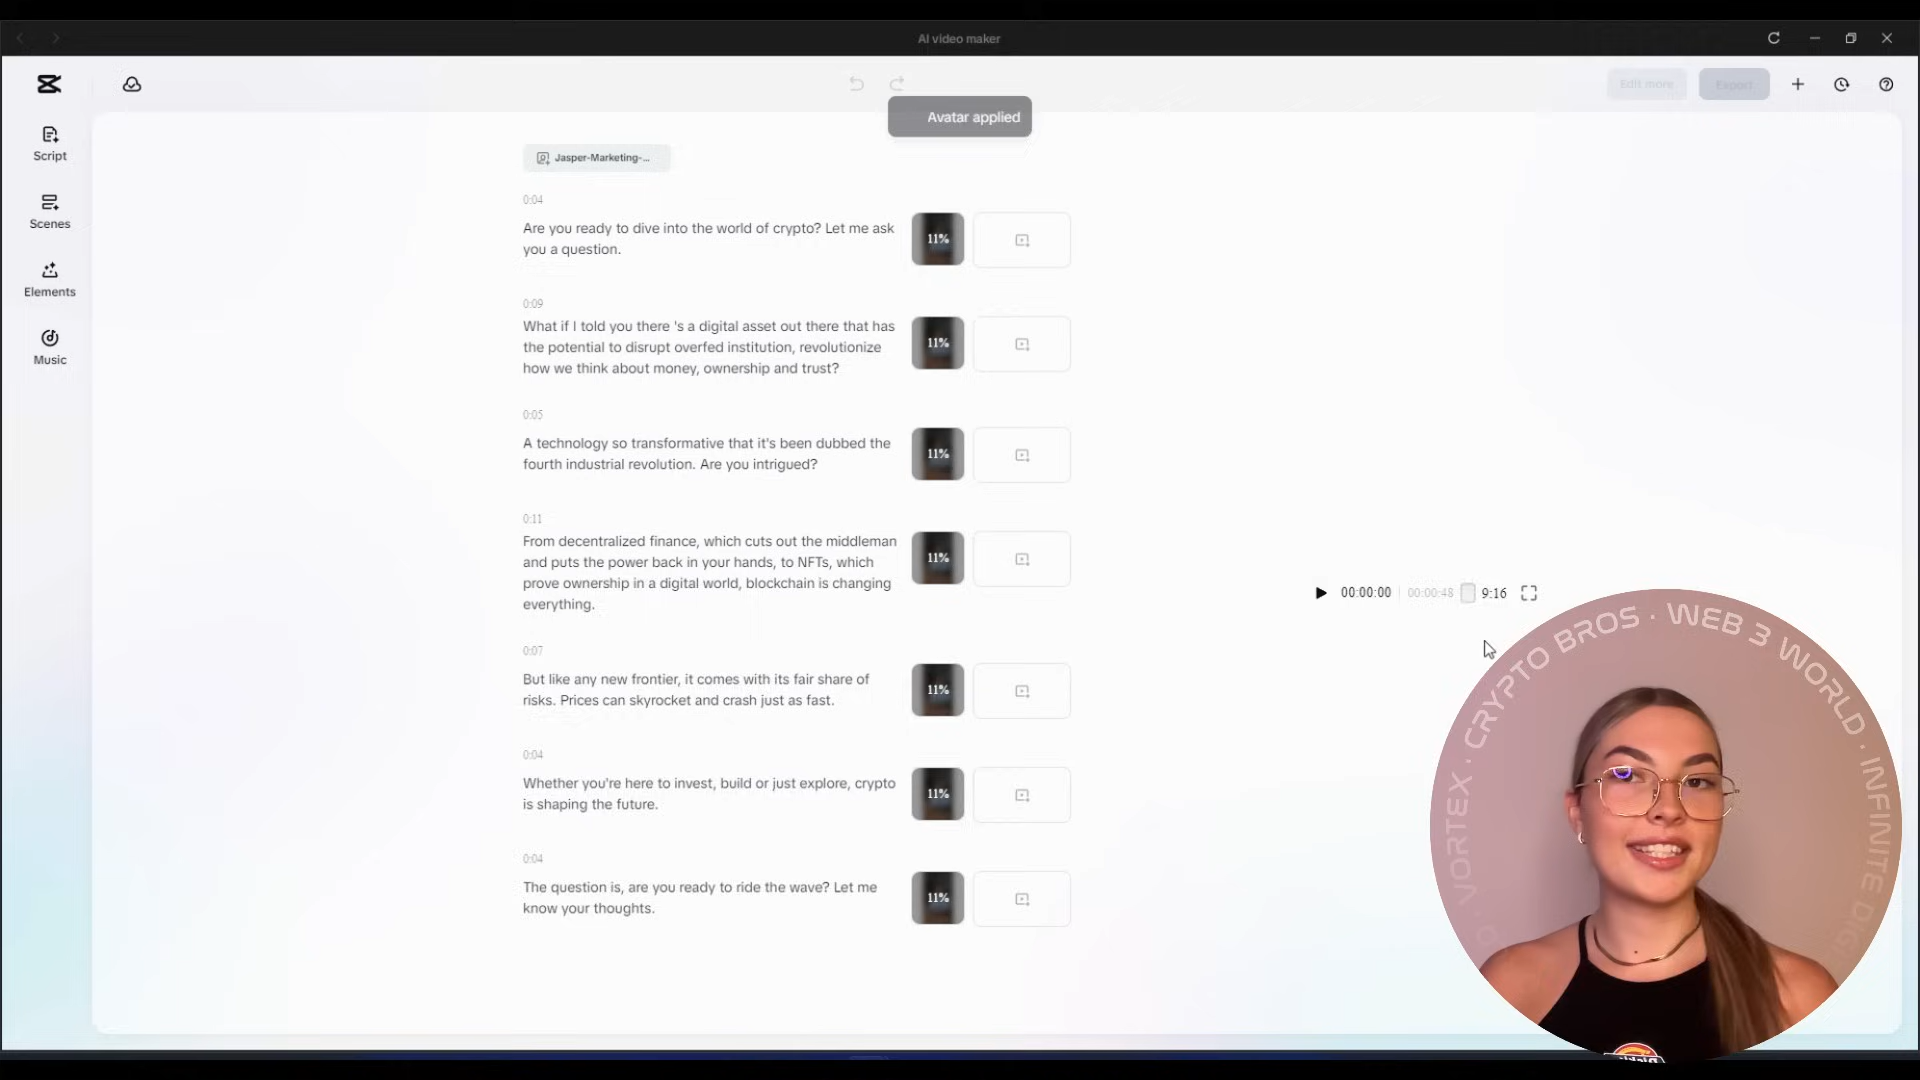 AI video maker
Edit more
Export
Avatar applied
Script
Scenes
Elements
Music
Jasper-Marketing-...
0:04
Are you ready to dive into the world of crypto? Let me ask
you a question.
11%
0:09
What if I told you there 's a digital asset out there that has
the potential to disrupt overfed institution, revolutionize
how we think about money, ownership and trust?
11%
0:05
A technology so transformative that it's been dubbed the
fourth industrial revolution. Are you intrigued?
11%
0:11
From decentralized finance, which cuts out the middleman
and puts the power back in your hands, to NFTs, which
prove ownership in a digital world, blockchain is changing
everything.
11%
0:07
But like any new frontier, it comes with its fair share of
risks. Prices can skyrocket and crash just as fast.
11%
0:04
Whether you're here to invest, build or just explore, crypto
is shaping the future.
11%
0:04
The question is, are you ready to ride the wave? Let me
know your thoughts.
11%
00:00:00 00:00:48 9:16
VORTEX · CRYPTO BROS · WEB 3 WORLD · INFINITE